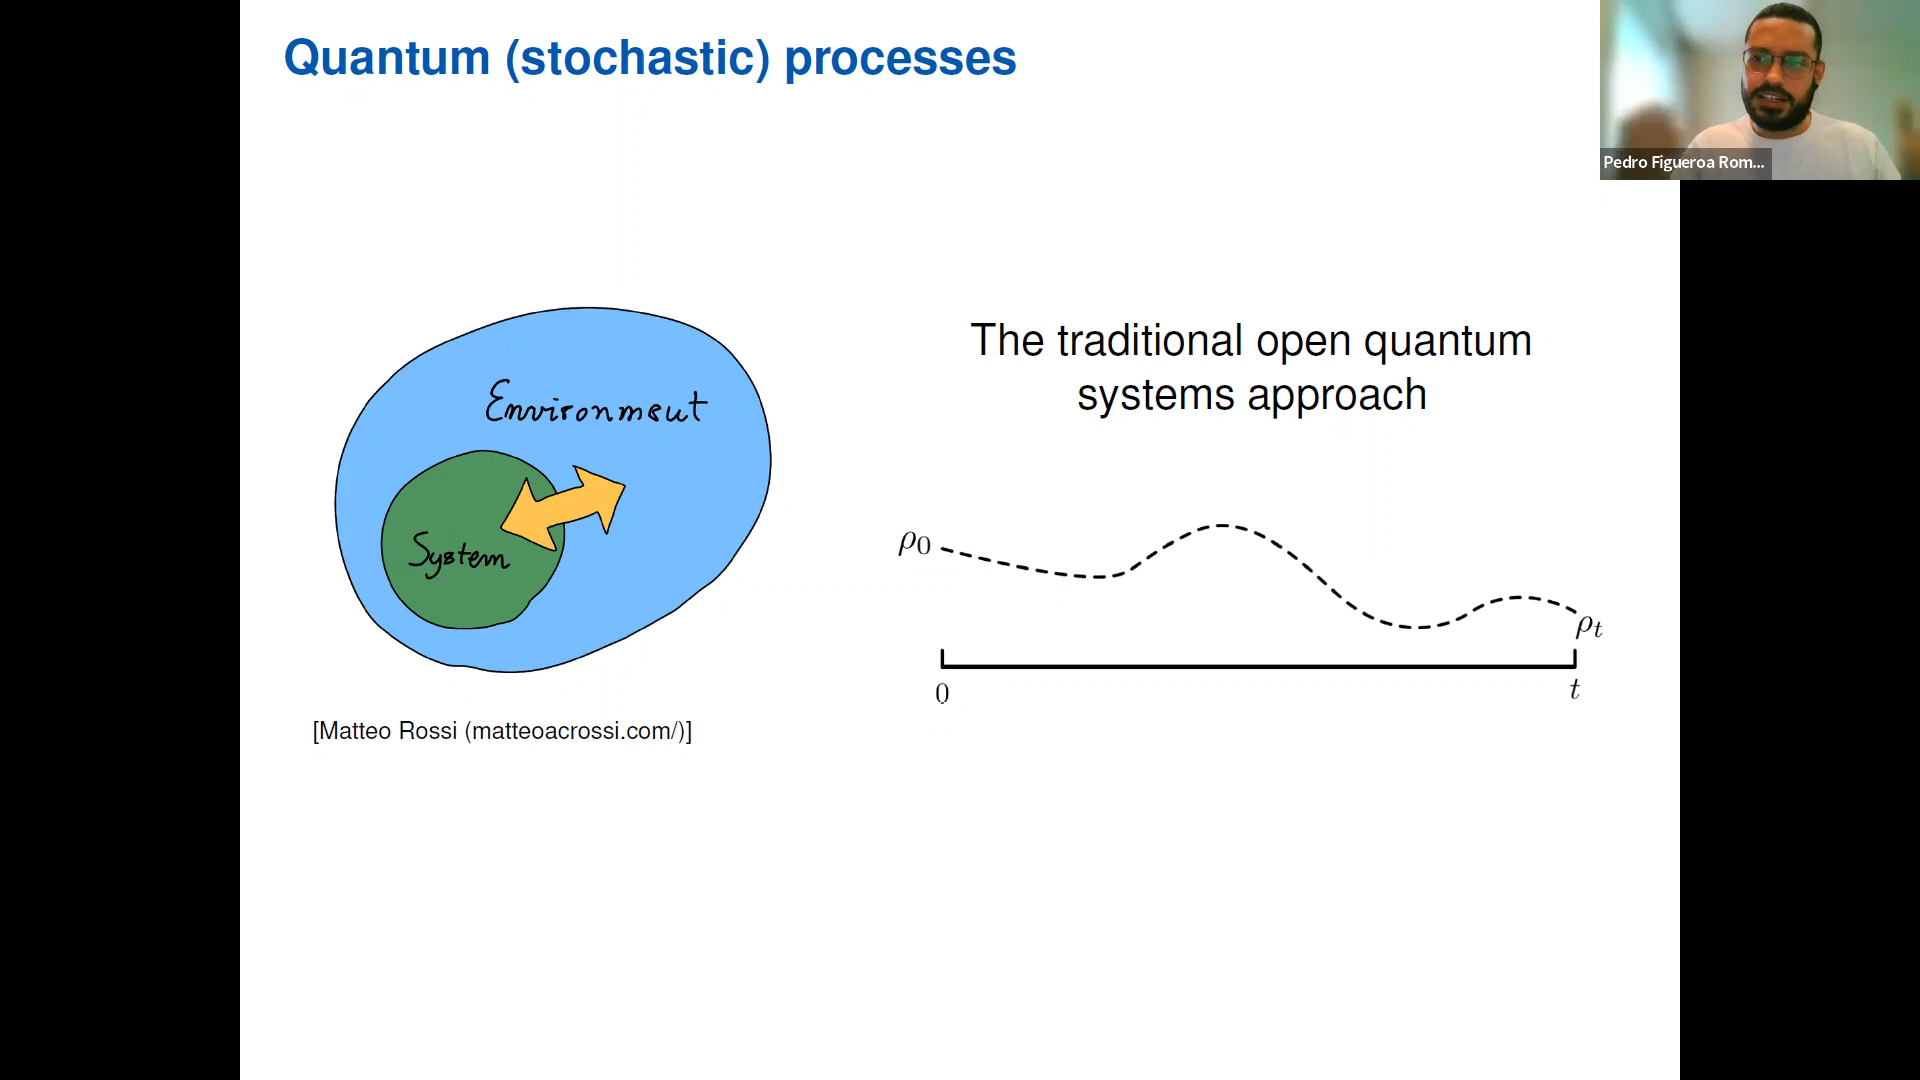 Quantum (stochastic) processes
Pedro Figueroa Rom...
The traditional open quantum
systems approach
Environment
System
ρ0
ρt
0
t
[Matteo Rossi (matteoacrossi.com/)]